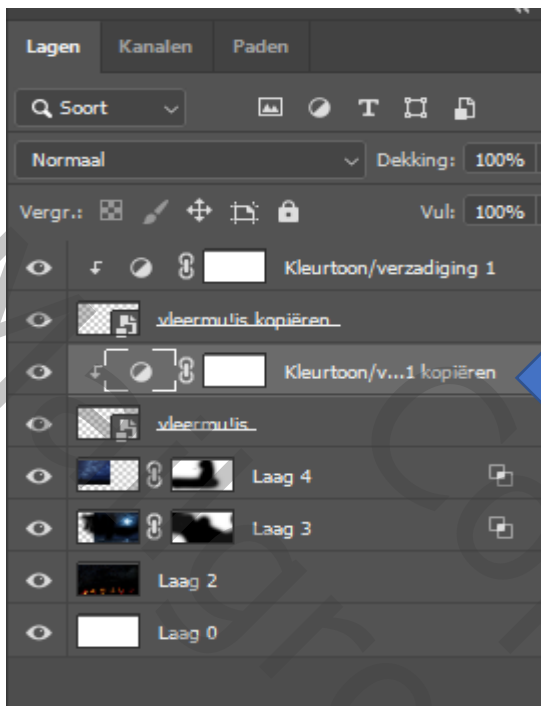 Lagen Kanalen Paden
Soort T
Normaal Dekking: 100%
Vergr.: Vul: 100%
Kleurtoon/verzadiging 1
vleermuis kopiëren
Kleurtoon/v...1 kopiëren
vleermuis
Laag 4
Laag 3
Laag 2
Laag 0